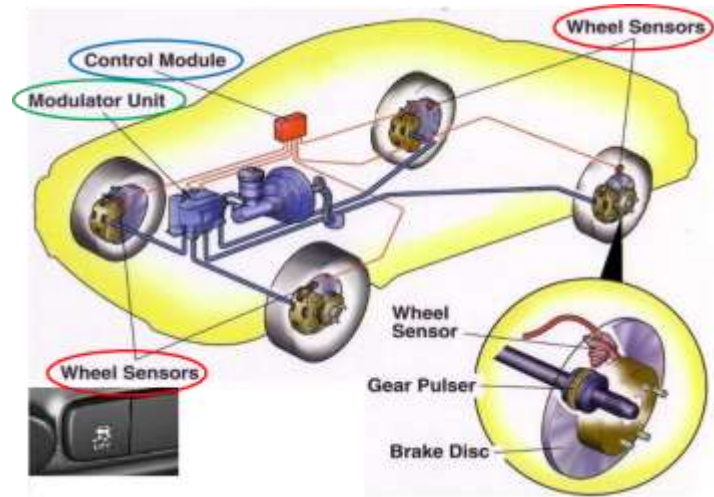 Wheel Sensors
Control Module
Modulator Unit
Wheel
Sensor
Wheel Sensors
Gear Pulser
Brake Disc